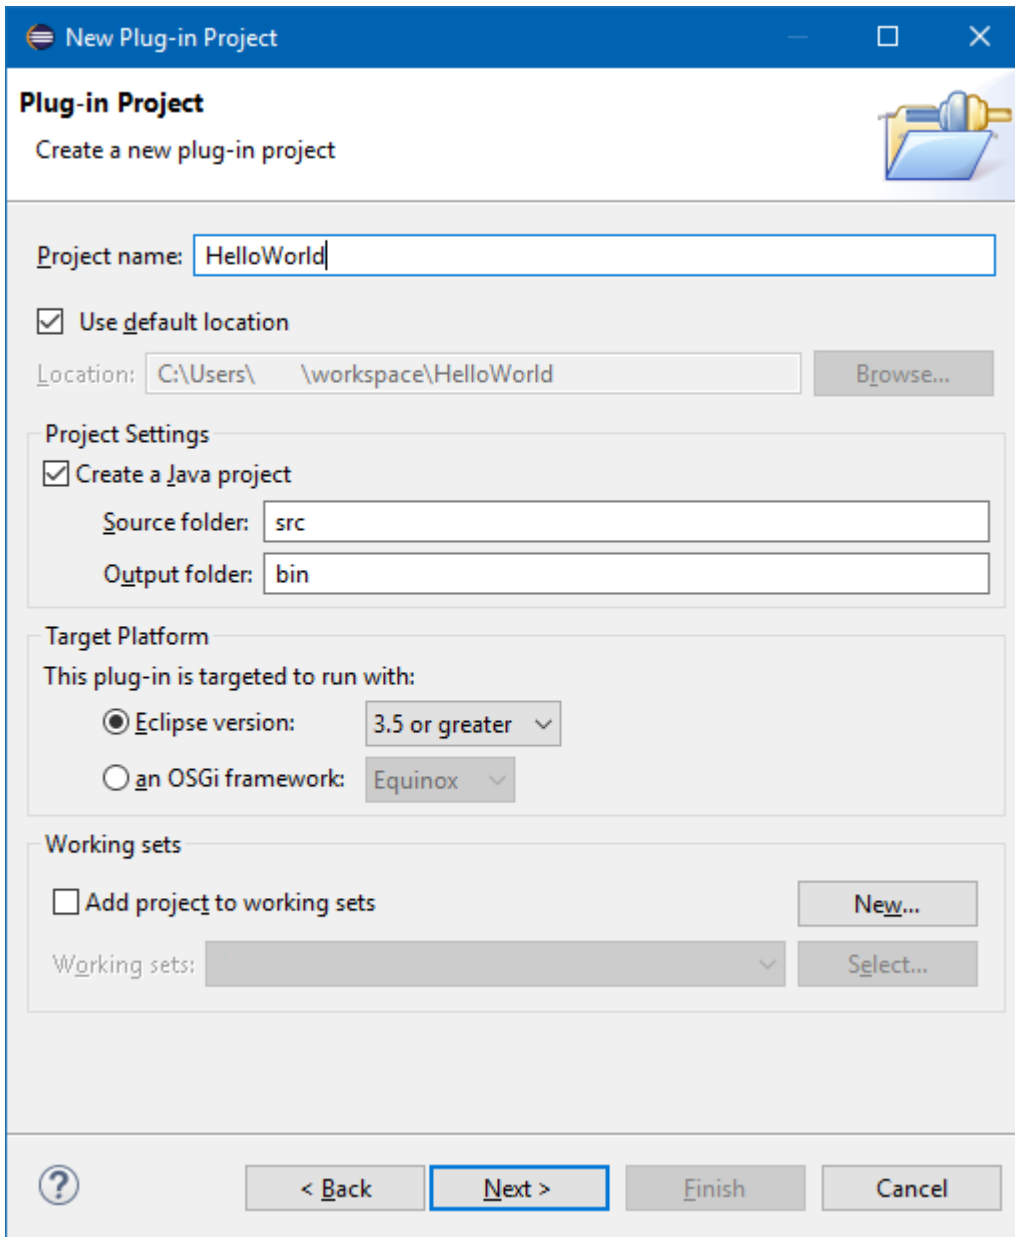 New Plug-in Project
Plug-in Project
Create a new plug-in project
Project name: HelloWorld
Use default location
Location: C:\Users\ \workspace\HelloWorld Browse...
Project Settings
Create a Java project
Source folder: src
Output folder: bin
Target Platform
This plug-in is targeted to run with:
Eclipse version: 3.5 or greater
an OSGi framework: Equinox
Working sets
Add project to working sets New...
Working sets: Select...
? < Back Next > Finish Cancel